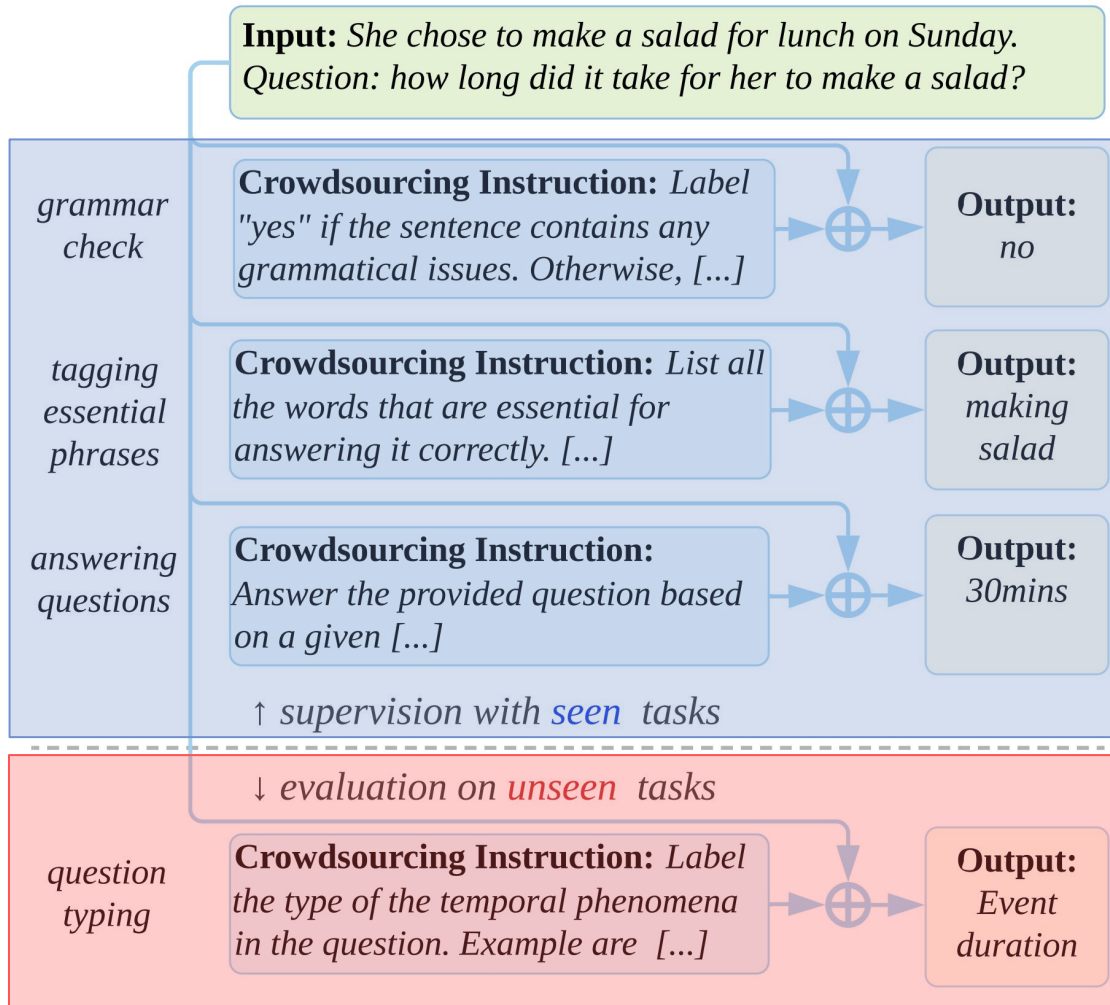 Input: She chose to make a salad for lunch on Sunday.
Question: how long did it take for her to make a salad?
grammar
check
Crowdsourcing Instruction: Label
"yes" if the sentence contains any
grammatical issues. Otherwise, [...]
Output:
no
tagging
essential
phrases
Crowdsourcing Instruction: List all
the words that are essential for
answering it correctly. [...]
Output:
making
salad
answering
questions
Crowdsourcing Instruction:
Answer the provided question based
on a given [...]
Output:
30mins
↑ supervision with seen tasks
↓ evaluation on unseen tasks
question
typing
Crowdsourcing Instruction: Label
the type of the temporal phenomena
in the question. Example are [...]
Output:
Event
duration